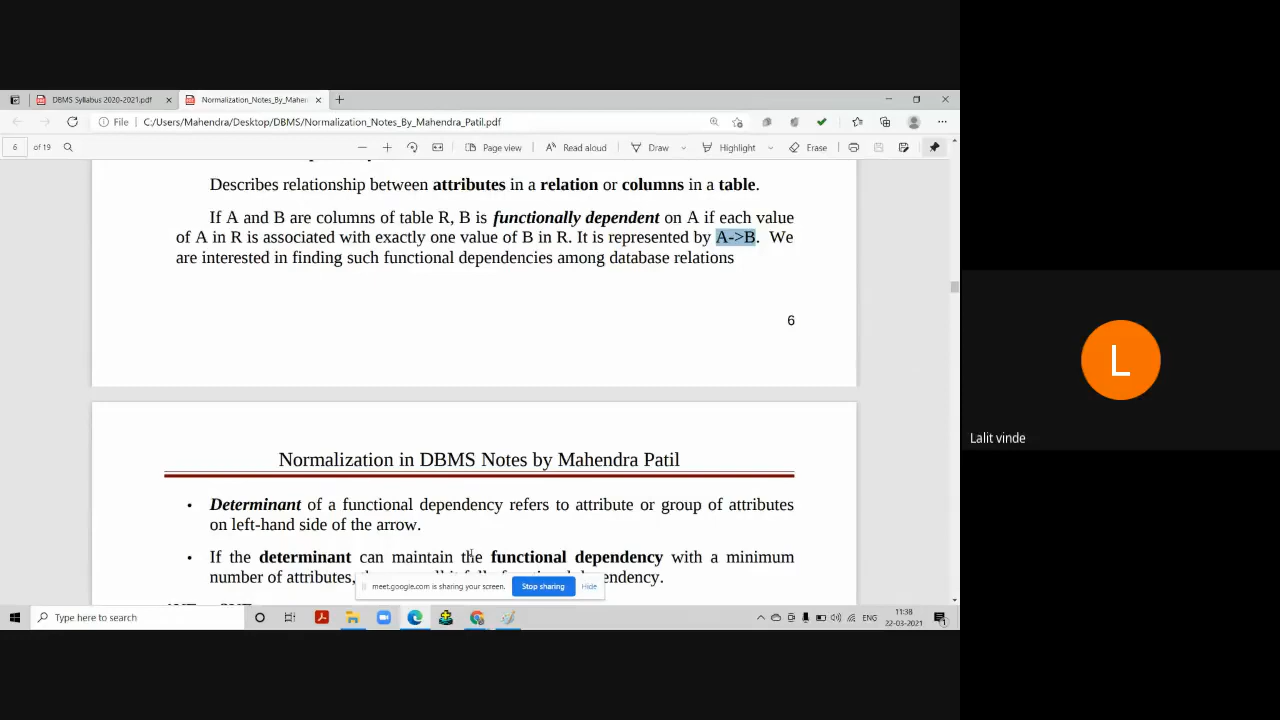 DBMS Syllabus 2020-2021.pdf
Normalization_Notes_By_Mahen
File C:/Users/Mahendra/Desktop/DBMS/Normalization_Notes_By_Mahendra_Patil.pdf
6 of 19 Page view Read aloud Draw Highlight Erase
Describes relationship between attributes in a relation or columns in a table.
If A and B are columns of table R, B is functionally dependent on A if each value
of A in R is associated with exactly one value of B in R. It is represented by A->B. We
are interested in finding such functional dependencies among database relations
6
Normalization in DBMS Notes by Mahendra Patil
• Determinant of a functional dependency refers to attribute or group of attributes
on left-hand side of the arrow.
• If the determinant can maintain the functional dependency with a minimum
number of attributes,
meet.google.com is sharing your screen. Stop sharing Hide
Type here to search
ENG
11:38
22-03-2021
L
Lalit vinde